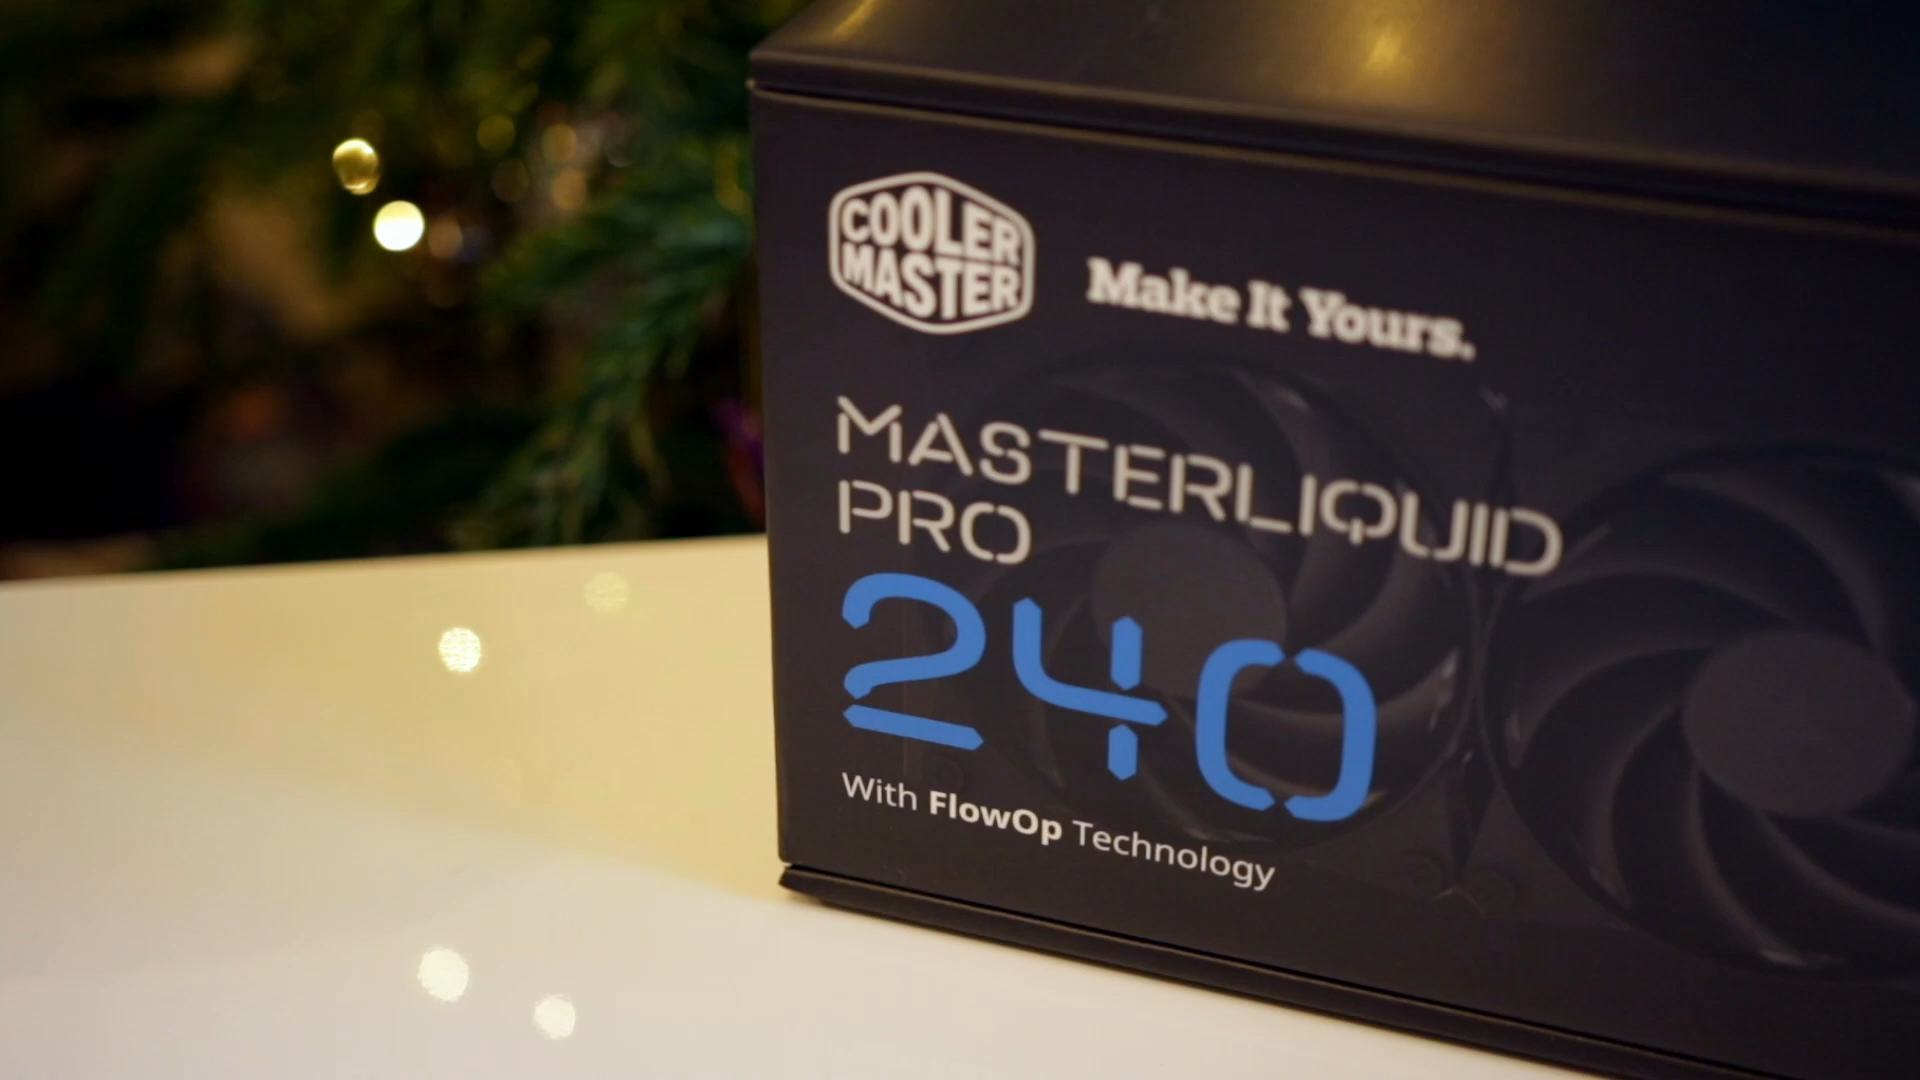 COOLER
MASTER
Make It Yours.
MASTERLIQUID
PRO
240
With FlowOp Technology